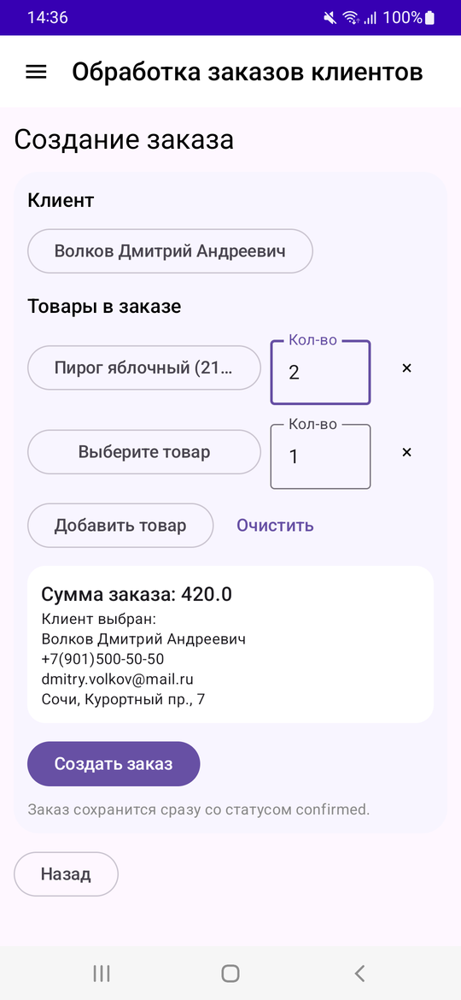 14:36 100%
Обработка заказов клиентов
Создание заказа
Клиент
Волков Дмитрий Андреевич
Товары в заказе
Пирог яблочный (21... Кол-во 2 ×
Выберите товар Кол-во 1 ×
Добавить товар Очистить
Сумма заказа: 420.0
Клиент выбран:
Волков Дмитрий Андреевич
+7(901)500-50-50
dmitry.volkov@mail.ru
Сочи, Курортный пр., 7
Создать заказ
Заказ сохранится сразу со статусом confirmed.
Назад